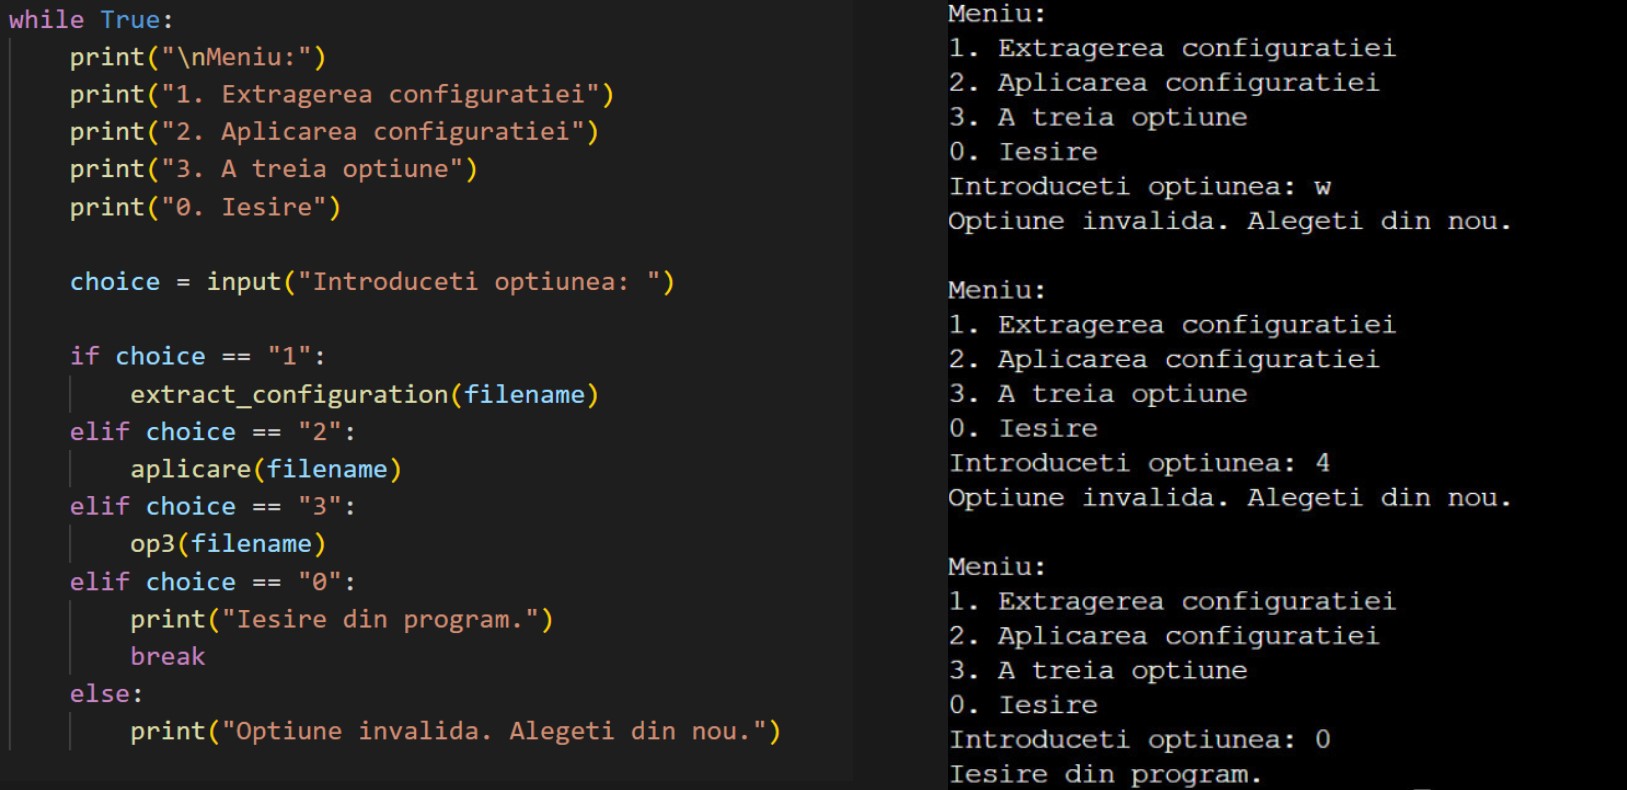 while True:
    print("\nMeniu:")
    print("1. Extragerea configuratiei")
    print("2. Aplicarea configuratiei")
    print("3. A treia optiune")
    print("0. Iesire")
    choice = input("Introduceti optiunea: ")
    if choice == "1":
        extract_configuration(filename)
    elif choice == "2":
        aplicare(filename)
    elif choice == "3":
        op3(filename)
    elif choice == "0":
        print("Iesire din program.")
        break
    else:
        print("Optiune invalida. Alegeti din nou.")
Meniu:
1. Extragerea configuratiei
2. Aplicarea configuratiei
3. A treia optiune
0. Iesire
Introduceti optiunea: w
Optiune invalida. Alegeti din nou.
Meniu:
1. Extragerea configuratiei
2. Aplicarea configuratiei
3. A treia optiune
0. Iesire
Introduceti optiunea: 4
Optiune invalida. Alegeti din nou.
Meniu:
1. Extragerea configuratiei
2. Aplicarea configuratiei
3. A treia optiune
0. Iesire
Introduceti optiunea: 0
Iesire din program.